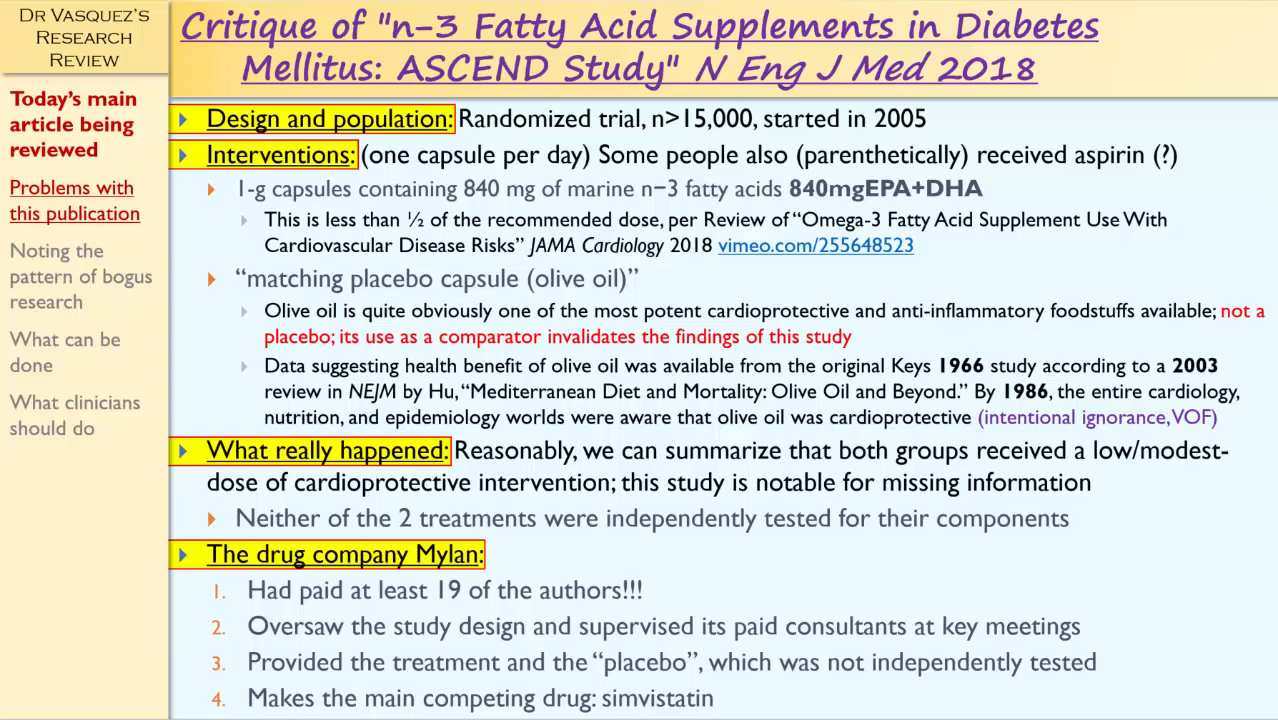 Dr Vasquez's
Research
Review
Critique of "n–3 Fatty Acid Supplements in Diabetes
Mellitus: ASCEND Study" N Eng J Med 2018
Today's main
article being
reviewed
Problems with
this publication
Noting the
pattern of bogus
research
What can be
done
What clinicians
should do
Design and population: Randomized trial, n>15,000, started in 2005
Interventions: (one capsule per day) Some people also (parenthetically) received aspirin (?)
1-g capsules containing 840 mg of marine n−3 fatty acids 840mgEPA+DHA
This is less than ½ of the recommended dose, per Review of "Omega-3 Fatty Acid Supplement Use With
Cardiovascular Disease Risks" JAMA Cardiology 2018 vimeo.com/255648523
"matching placebo capsule (olive oil)"
Olive oil is quite obviously one of the most potent cardioprotective and anti-inflammatory foodstuffs available; not a
placebo; its use as a comparator invalidates the findings of this study
Data suggesting health benefit of olive oil was available from the original Keys 1966 study according to a 2003
review in NEJM by Hu, "Mediterranean Diet and Mortality: Olive Oil and Beyond." By 1986, the entire cardiology,
nutrition, and epidemiology worlds were aware that olive oil was cardioprotective (intentional ignorance, VOF)
What really happened: Reasonably, we can summarize that both groups received a low/modest-
dose of cardioprotective intervention; this study is notable for missing information
Neither of the 2 treatments were independently tested for their components
The drug company Mylan:
1. Had paid at least 19 of the authors!!!
2. Oversaw the study design and supervised its paid consultants at key meetings
3. Provided the treatment and the "placebo", which was not independently tested
4. Makes the main competing drug: simvistatin